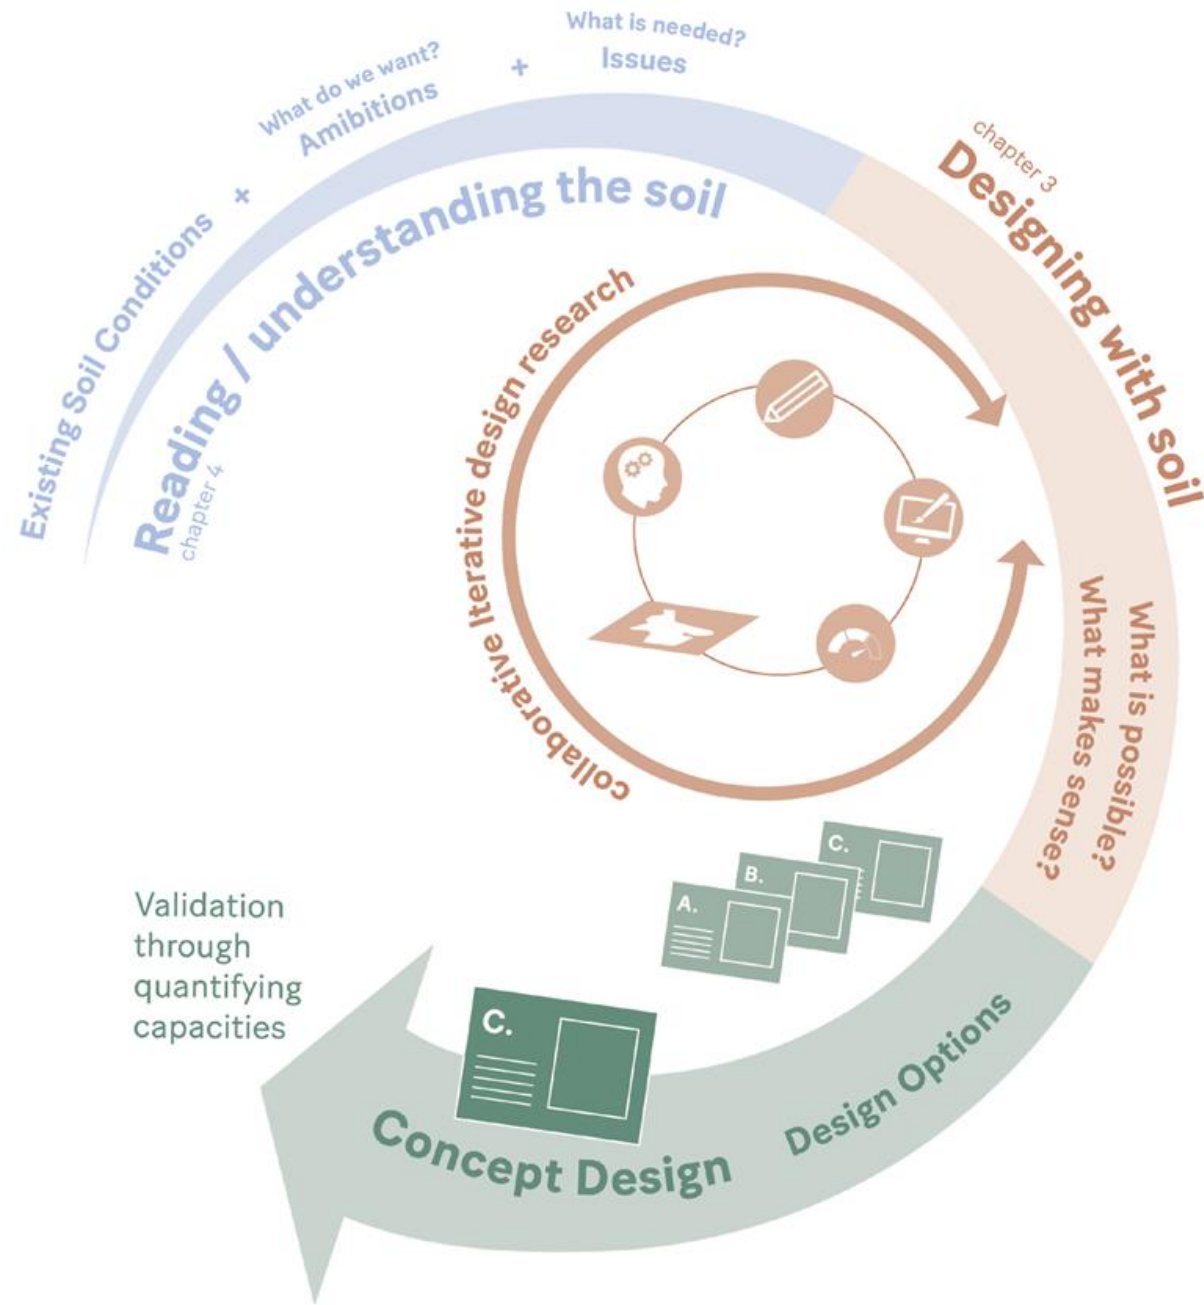 What is needed?
Issues
+
What do we want?
Amibitions
+
Existing Soil Conditions
Reading / understanding the soil
chapter 4
chapter 3
Designing with soil
What is possible?
What makes sense?
collaborative Iterative design research
C.
B.
A.
Design Options
C.
Concept Design
Validation
through
quantifying
capacities